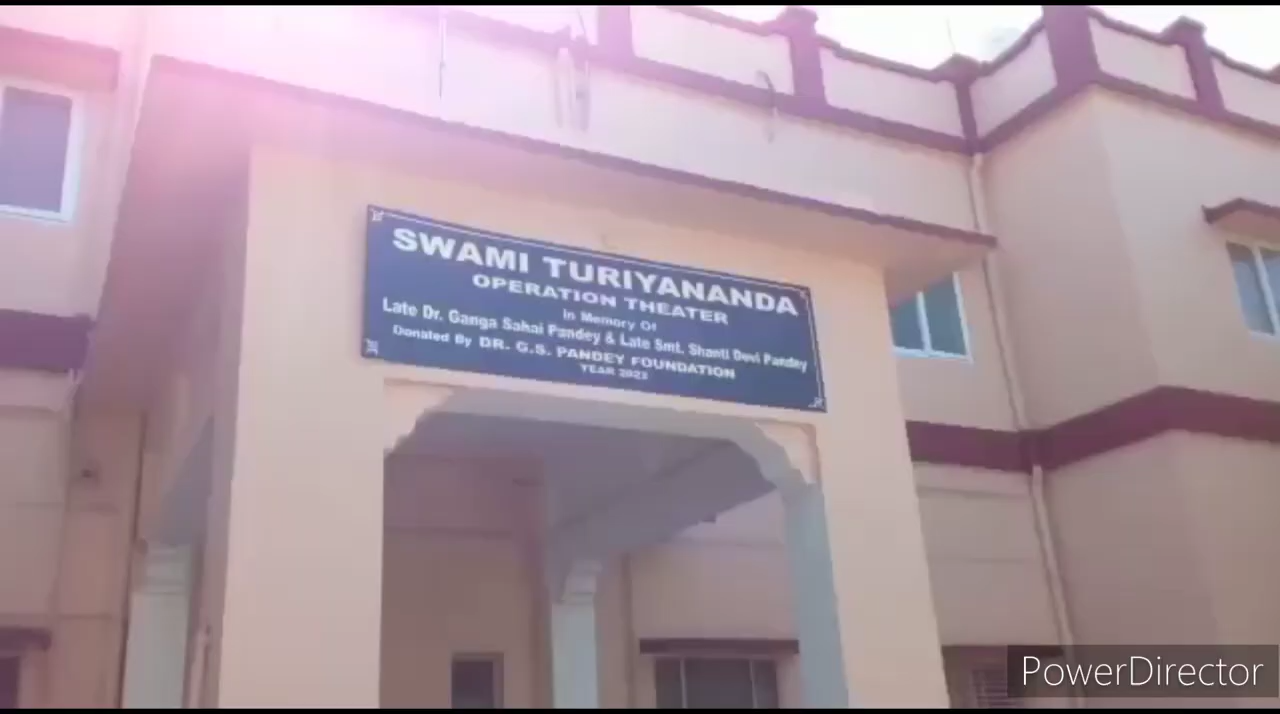 SWAMI TURIYANANDA
OPERATION THEATER
In Memory Of
Late Dr. Ganga Sahai Pandey & Late Smt. Shanti Devi Pandey
Donated By DR. G.S. PANDEY FOUNDATION
YEAR 2022
PowerDirector